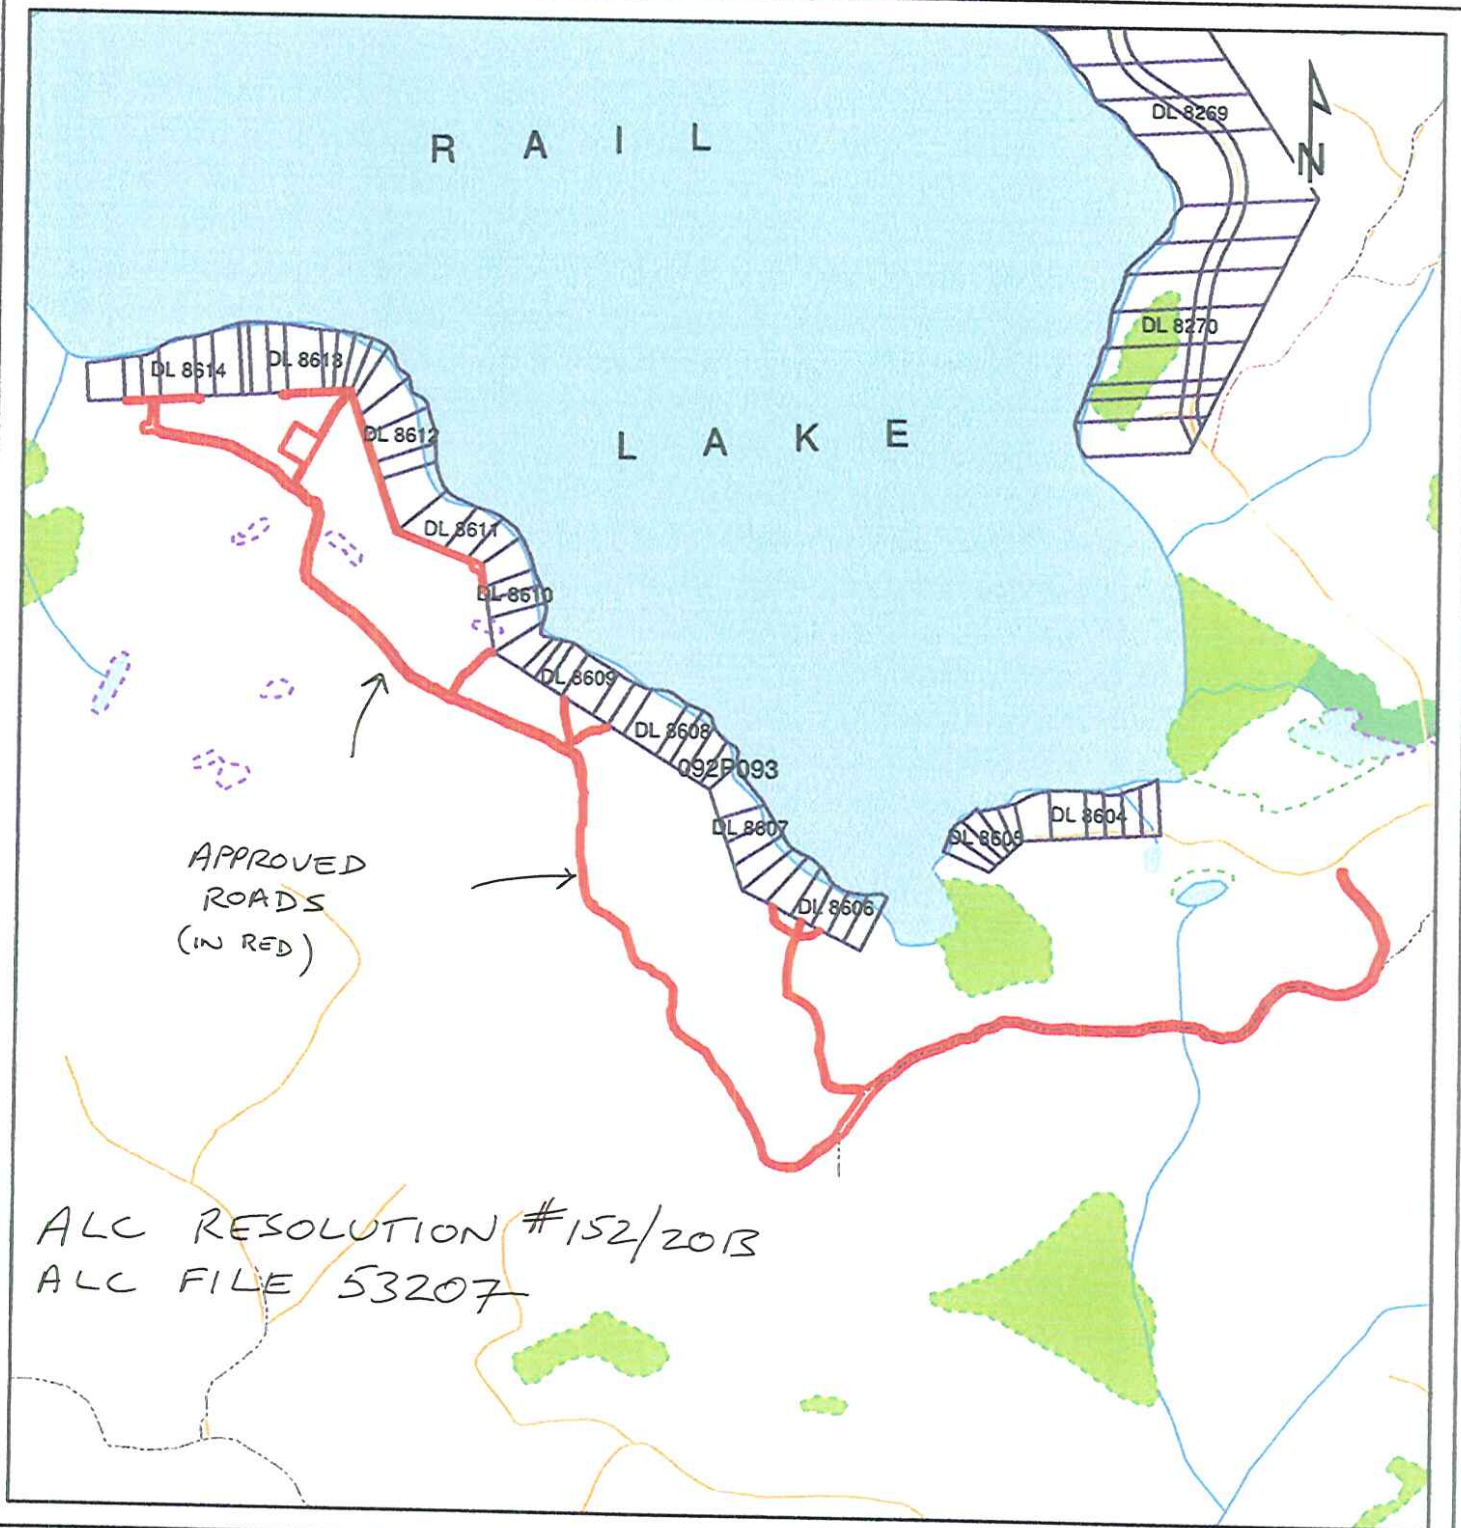 R A I L
L A K E
N
DL 8269
DL 8270
DL 8614
DL 8613
DL 8612
DL 8611
DL 8610
DL 8609
DL 8608
092P093
DL 8607
DL 8606
DL 8605
DL 8604
APPROVED
ROADS
(IN RED)
ALC RESOLUTION #152/2013
ALC FILE 53207